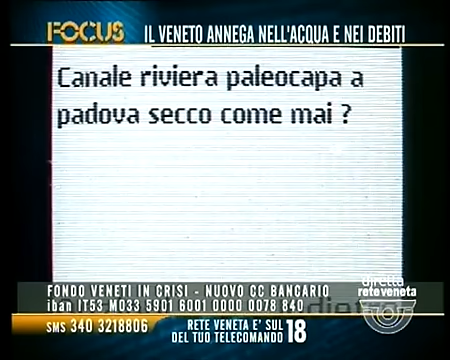 FOCUS
IL VENETO ANNEGA NELL'ACQUA E NEI DEBITI
Canale riviera paleocapa a
padova secco come mai ?
diretta
reteveneta
FONDO VENETI IN CRISI - NUOVO CC BANCARIO
iban IT53 M033 5901 6001 0000 0078 840
SMS 340 3218806
RETE VENETA E' SUL
DEL TUO TELECOMANDO 18